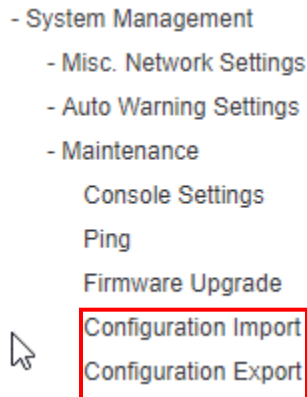 - System Management
- Misc. Network Settings
- Auto Warning Settings
- Maintenance
Console Settings
Ping
Firmware Upgrade
Configuration Import
Configuration Export